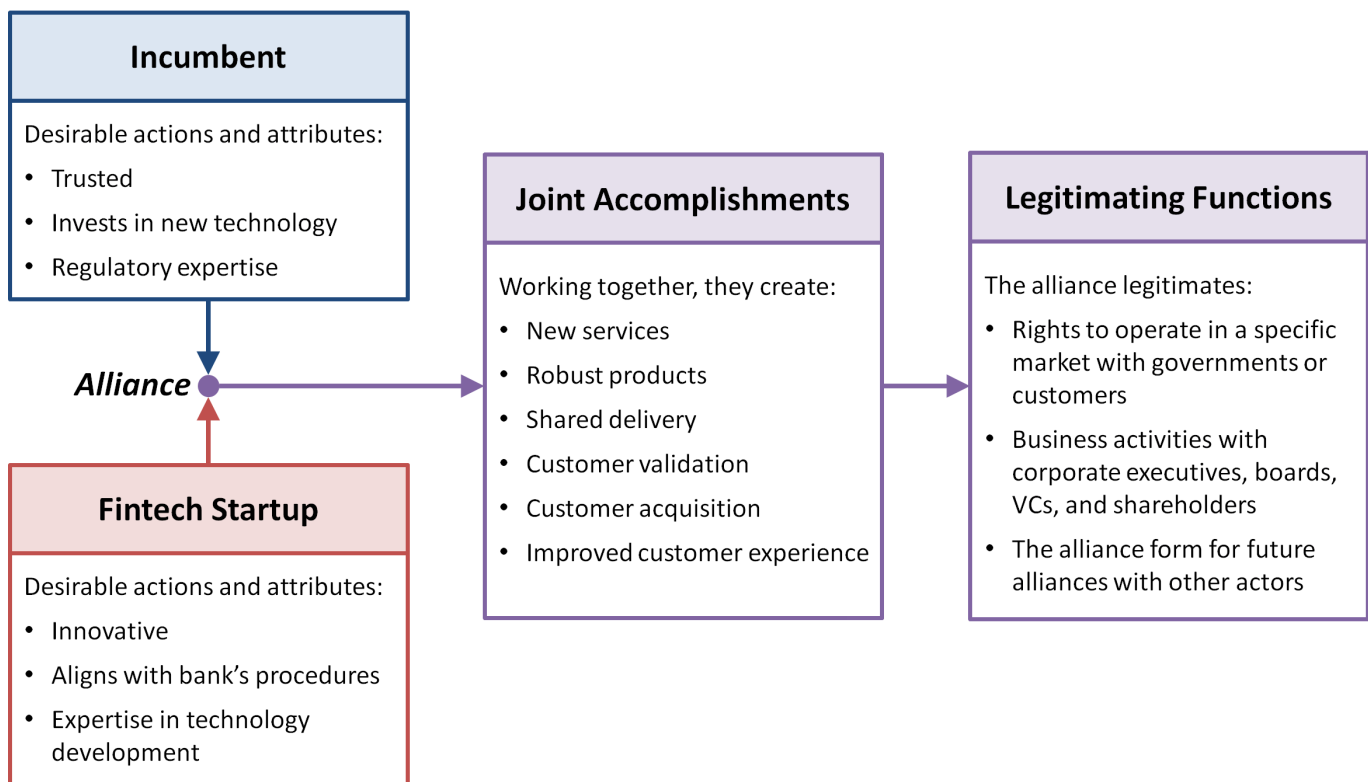 Incumbent
Desirable actions and attributes:
• Trusted
• Invests in new technology
• Regulatory expertise
Alliance
Fintech Startup
Desirable actions and attributes:
• Innovative
• Aligns with bank’s procedures
• Expertise in technology
development
Joint Accomplishments
Working together, they create:
• New services
• Robust products
• Shared delivery
• Customer validation
• Customer acquisition
• Improved customer experience
Legitimating Functions
The alliance legitimates:
• Rights to operate in a specific
market with governments or
customers
• Business activities with
corporate executives, boards,
VCs, and shareholders
• The alliance form for future
alliances with other actors